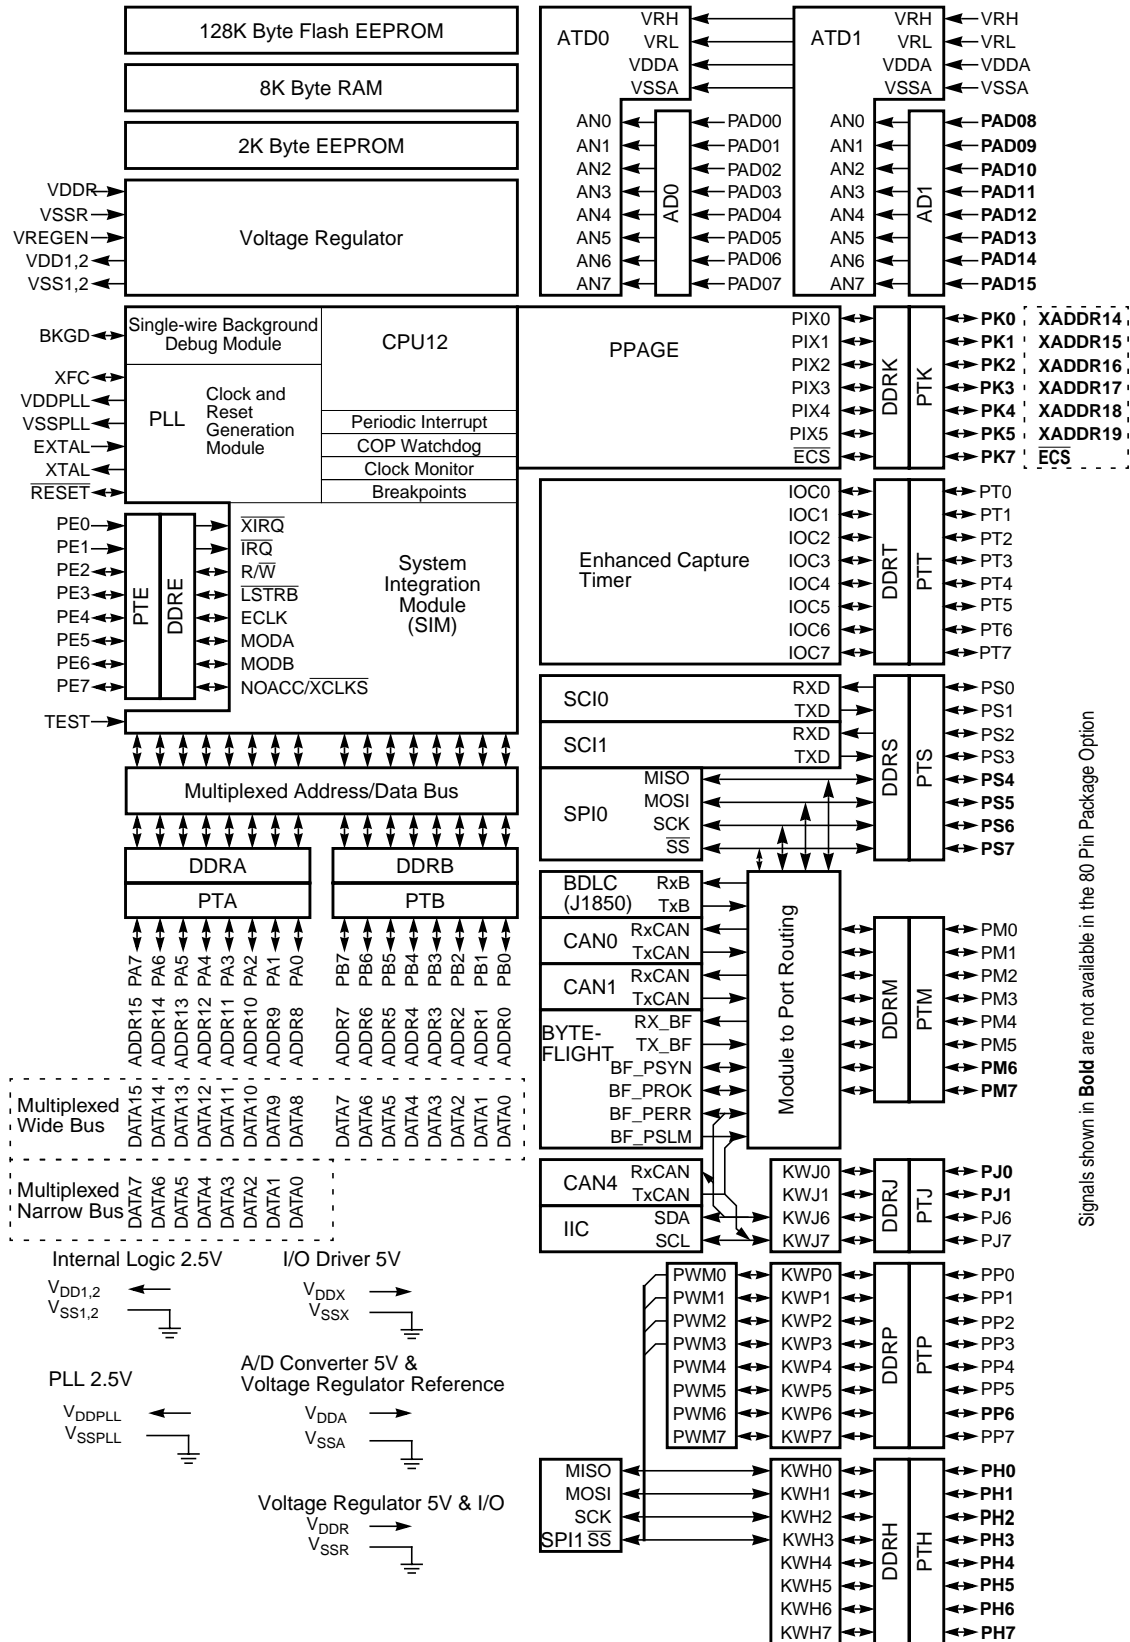 128K Byte Flash EEPROM
8K Byte RAM
2K Byte EEPROM
VDDR
VSSR
VREGEN
VDD1,2
VSS1,2
Voltage Regulator
ATD0
VRH
VRL
VDDA
VSSA
AN0
AN1
AN2
AN3
AN4
AN5
AN6
AN7
AD0
PAD00
PAD01
PAD02
PAD03
PAD04
PAD05
PAD06
PAD07
ATD1
VRH
VRL
VDDA
VSSA
VRH
VRL
VDDA
VSSA
AN0
AN1
AN2
AN3
AN4
AN5
AN6
AN7
AD1
PAD08
PAD09
PAD10
PAD11
PAD12
PAD13
PAD14
PAD15
BKGD
XFC
VDDPLL
VSSPLL
EXTAL
XTAL
RESET
Single-wire Background
Debug Module
PLL
Clock and
Reset
Generation
Module
CPU12
Periodic Interrupt
COP Watchdog
Clock Monitor
Breakpoints
PPAGE
PIX0
PIX1
PIX2
PIX3
PIX4
PIX5
ECS
DDRK
PTK
PK0
PK1
PK2
PK3
PK4
PK5
PK7
XADDR14
XADDR15
XADDR16
XADDR17
XADDR18
XADDR19
ECS
PE0
PE1
PE2
PE3
PE4
PE5
PE6
PE7
TEST
PTE
DDRE
XIRQ
IRQ
R/W
LSTRB
ECLK
MODA
MODB
NOACC/XCLKS
System
Integration
Module
(SIM)
Enhanced Capture
Timer
IOC0
IOC1
IOC2
IOC3
IOC4
IOC5
IOC6
IOC7
DDRT
PTT
PT0
PT1
PT2
PT3
PT4
PT5
PT6
PT7
SCI0
RXD
TXD
SCI1
RXD
TXD
SPI0
MISO
MOSI
SCK
SS
DDRS
PTS
PS0
PS1
PS2
PS3
PS4
PS5
PS6
PS7
Multiplexed Address/Data Bus
DDRA
PTA
DDRB
PTB
PA7
PA6
PA5
PA4
PA3
PA2
PA1
PA0
PB7
PB6
PB5
PB4
PB3
PB2
PB1
PB0
ADDR15
ADDR14
ADDR13
ADDR12
ADDR11
ADDR10
ADDR9
ADDR8
ADDR7
ADDR6
ADDR5
ADDR4
ADDR3
ADDR2
ADDR1
ADDR0
Multiplexed
Wide Bus
DATA15
DATA14
DATA13
DATA12
DATA11
DATA10
DATA9
DATA8
DATA7
DATA6
DATA5
DATA4
DATA3
DATA2
DATA1
DATA0
Multiplexed
Narrow Bus
DATA7
DATA6
DATA5
DATA4
DATA3
DATA2
DATA1
DATA0
BDLC
(J1850)
RxB
TxB
CAN0
RxCAN
TxCAN
CAN1
RxCAN
TxCAN
BYTE-
FLIGHT
RX_BF
TX_BF
BF_PSYN
BF_PROK
BF_PERR
BF_PSLM
Module to Port Routing
DDRM
PTM
PM0
PM1
PM2
PM3
PM4
PM5
PM6
PM7
CAN4
RxCAN
TxCAN
IIC
SDA
SCL
KWJ0
KWJ1
KWJ6
KWJ7
DDRJ
PTJ
PJ0
PJ1
PJ6
PJ7
PWM0
PWM1
PWM2
PWM3
PWM4
PWM5
PWM6
PWM7
KWP0
KWP1
KWP2
KWP3
KWP4
KWP5
KWP6
KWP7
DDRP
PTP
PP0
PP1
PP2
PP3
PP4
PP5
PP6
PP7
MISO
MOSI
SCK
SPI1 SS
KWH0
KWH1
KWH2
KWH3
KWH4
KWH5
KWH6
KWH7
DDRH
PTH
PH0
PH1
PH2
PH3
PH4
PH5
PH6
PH7
Internal Logic 2.5V
VDD1,2
VSS1,2
I/O Driver 5V
VDDX
VSSX
PLL 2.5V
VDDPLL
VSSPLL
A/D Converter 5V &
Voltage Regulator Reference
VDDA
VSSA
Voltage Regulator 5V & I/O
VDDR
VSSR
Signals shown in Bold are not available in the 80 Pin Package Option